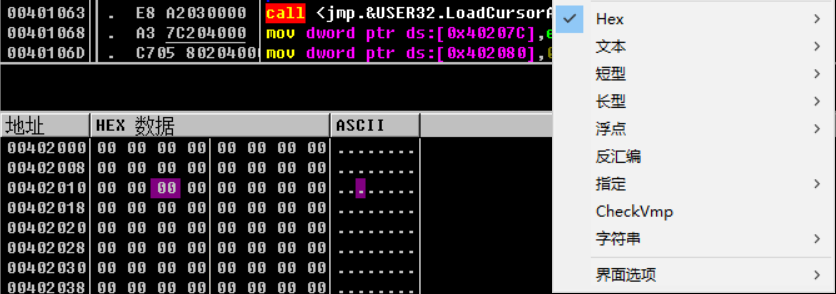 00401063 . E8 A2030000 call <jmp.&USER32.LoadCursorA
00401068 . A3 7C204000 mov dword ptr ds:[0x40207C],e
0040106D . C705 80204000 mov dword ptr ds:[0x402080],
地址 HEX 数据 ASCII
00402000 00 00 00 00 00 00 00 00 ........
00402008 00 00 00 00 00 00 00 00 ........
00402010 00 00 00 00 00 00 00 00 ........
00402018 00 00 00 00 00 00 00 00 ........
00402020 00 00 00 00 00 00 00 00 ........
00402028 00 00 00 00 00 00 00 00 ........
00402030 00 00 00 00 00 00 00 00 ........
00402038 00 00 00 00 00 00 00 00 ........
Hex
文本
短型
长型
浮点
反汇编
指定
CheckVmp
字符串
界面选项